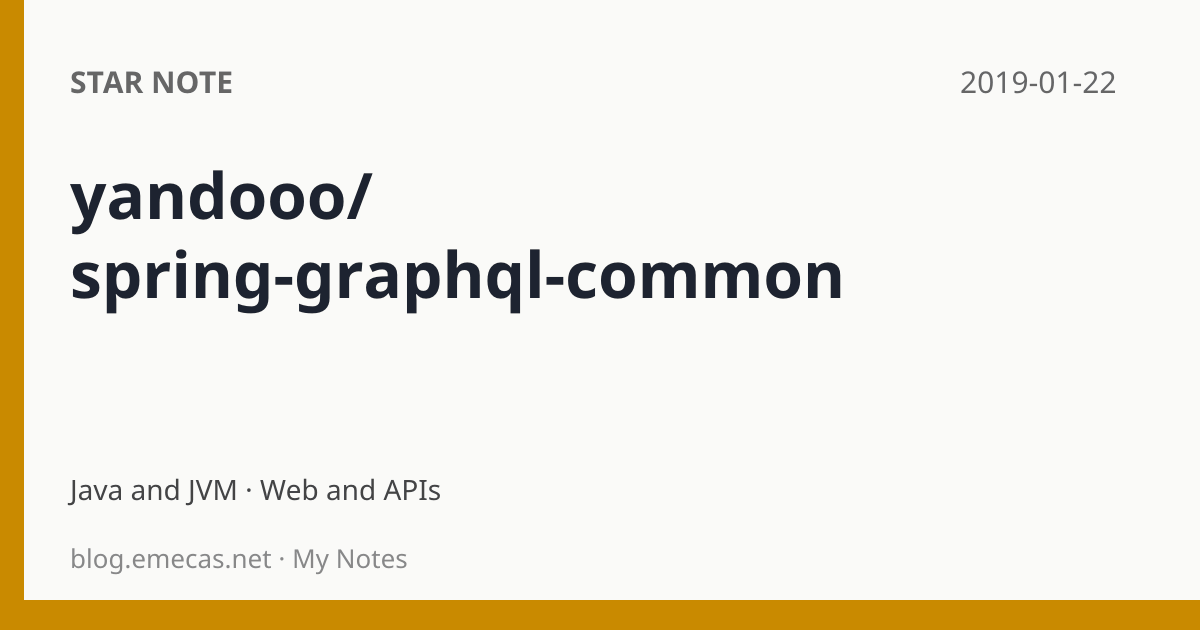 STAR NOTE
2019-01-22
yandooo/
spring-graphql-common
Java and JVM · Web and APIs
blog.emecas.net · My Notes